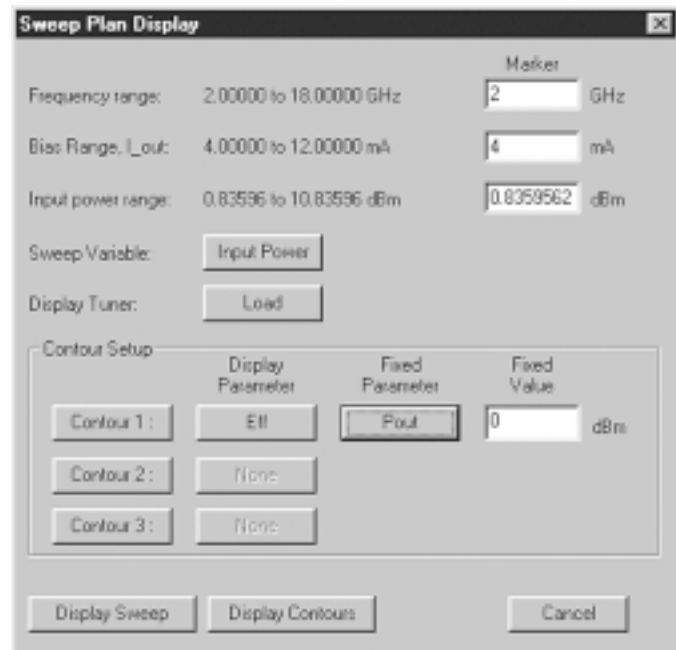 Sweep Plan Display
Marker
Frequency range: 2.00000 to 18.00000 GHz 2 GHz
Bias Range, I_out: 4.00000 to 12.00000 mA 4 mA
Input power range: 0.83596 to 10.83596 dBm 0.8359562 dBm
Sweep Variable: Input Power
Display Tuner: Load
Contour Setup
Display Parameter Fixed Parameter Fixed Value
Contour 1 : Eff Pout 0 dBm
Contour 2 : None
Contour 3 : None
Display Sweep Display Contours Cancel